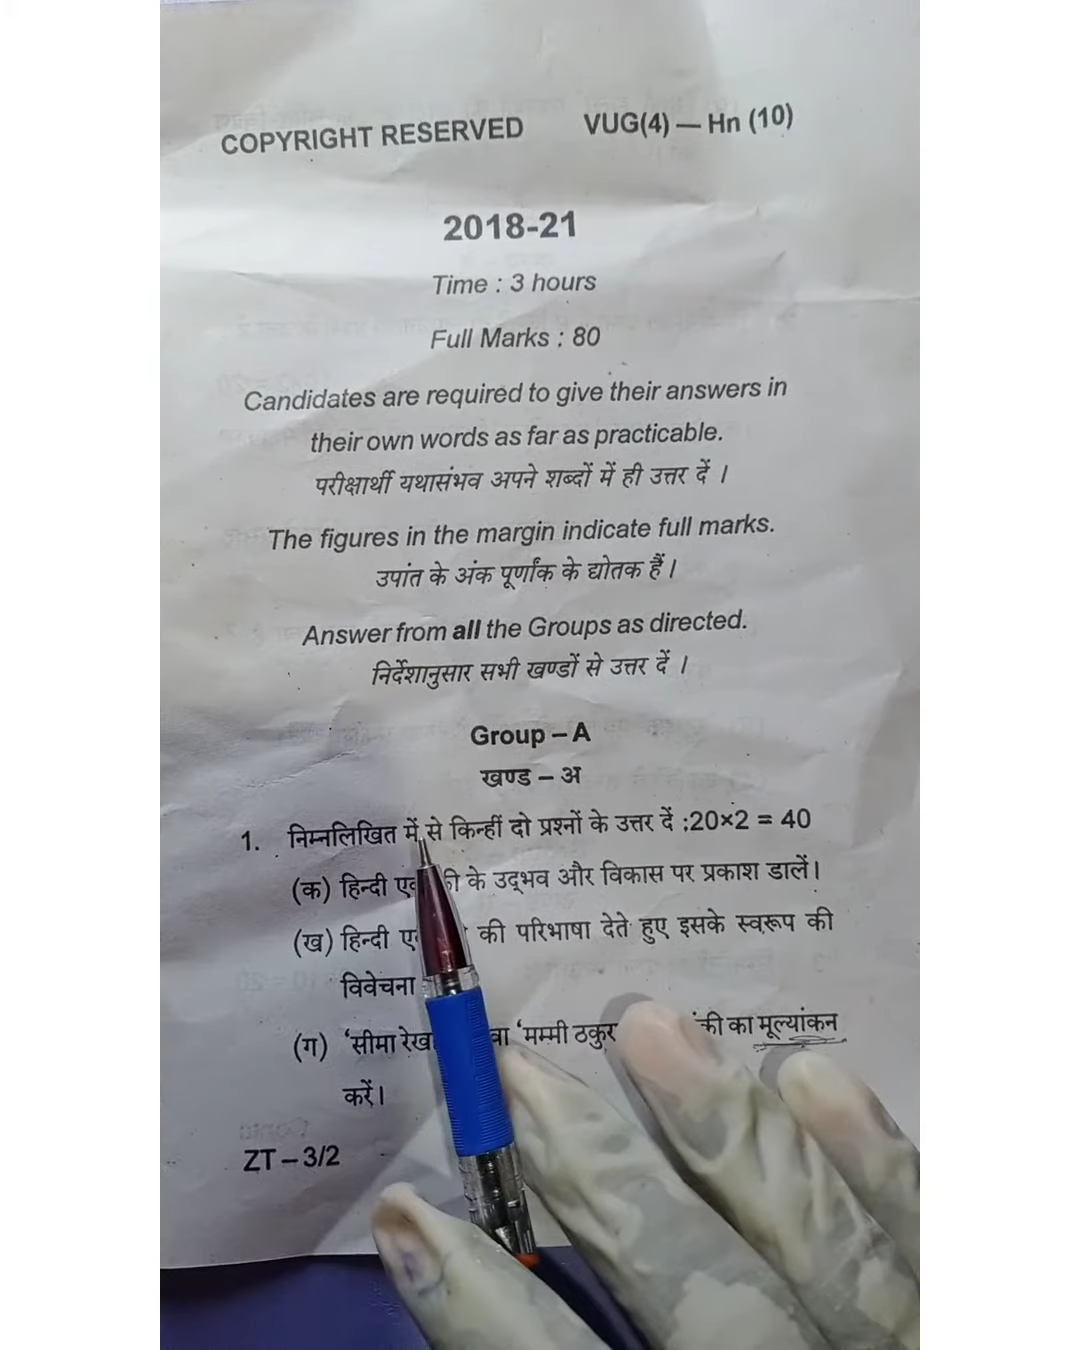 COPYRIGHT RESERVED VUG(4) — Hn (10)
2018-21
Time : 3 hours
Full Marks : 80
Candidates are required to give their answers in
their own words as far as practicable.
परीक्षार्थी यथासंभव अपने शब्दों में ही उत्तर दें ।
The figures in the margin indicate full marks.
उपांत के अंक पूर्णांक के द्योतक हैं ।
Answer from all the Groups as directed.
निर्देशानुसार सभी खण्डों से उत्तर दें ।
Group – A
खण्ड – अ
1. निम्नलिखित में से किन्हीं दो प्रश्नों के उत्तर दें :20×2 = 40
(क) हिन्दी के उद्भव और विकास पर प्रकाश डालें।
(ख) हिन्दी की परिभाषा देते हुए इसके स्वरूप की
विवेचना
(ग) 'सीमा 'मम्मी का मूल्यांकन
करें।
ZT – 3/2